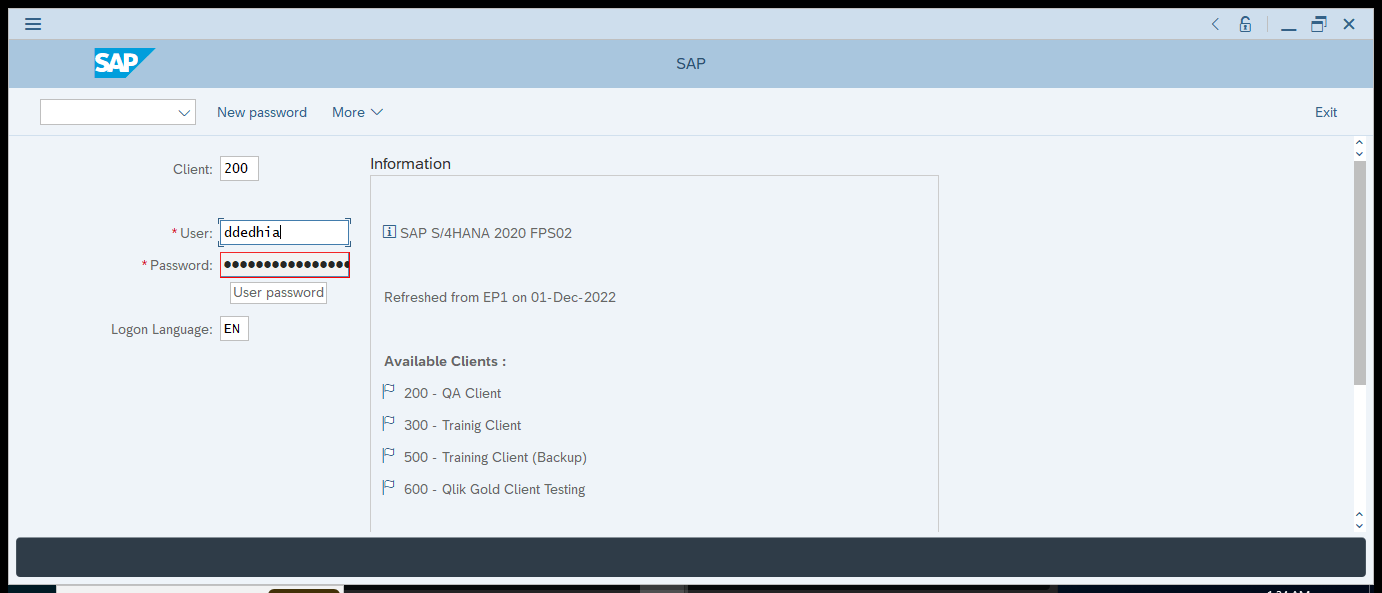 SAP
SAP
New password
More
Exit
Client: 200
* User: ddedhia
* Password:
User password
Logon Language: EN
Information
SAP S/4HANA 2020 FPS02
Refreshed from EP1 on 01-Dec-2022
Available Clients :
200 - QA Client
300 - Trainig Client
500 - Training Client (Backup)
600 - Qlik Gold Client Testing